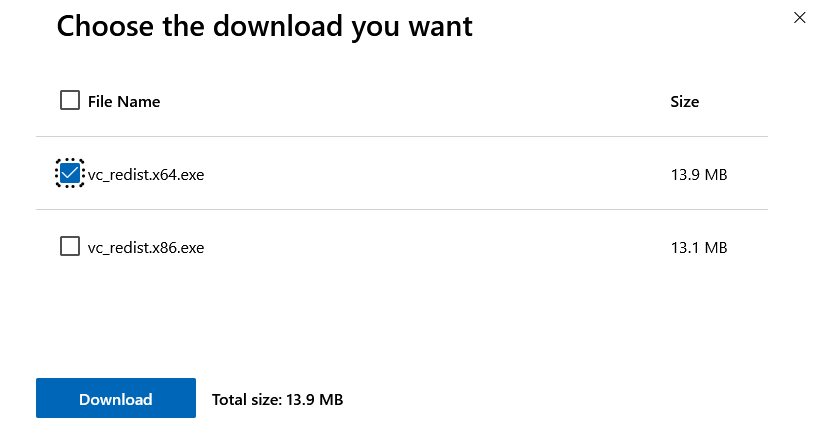 Choose the download you want
File Name Size
vc_redist.x64.exe 13.9 MB
vc_redist.x86.exe 13.1 MB
Download Total size: 13.9 MB